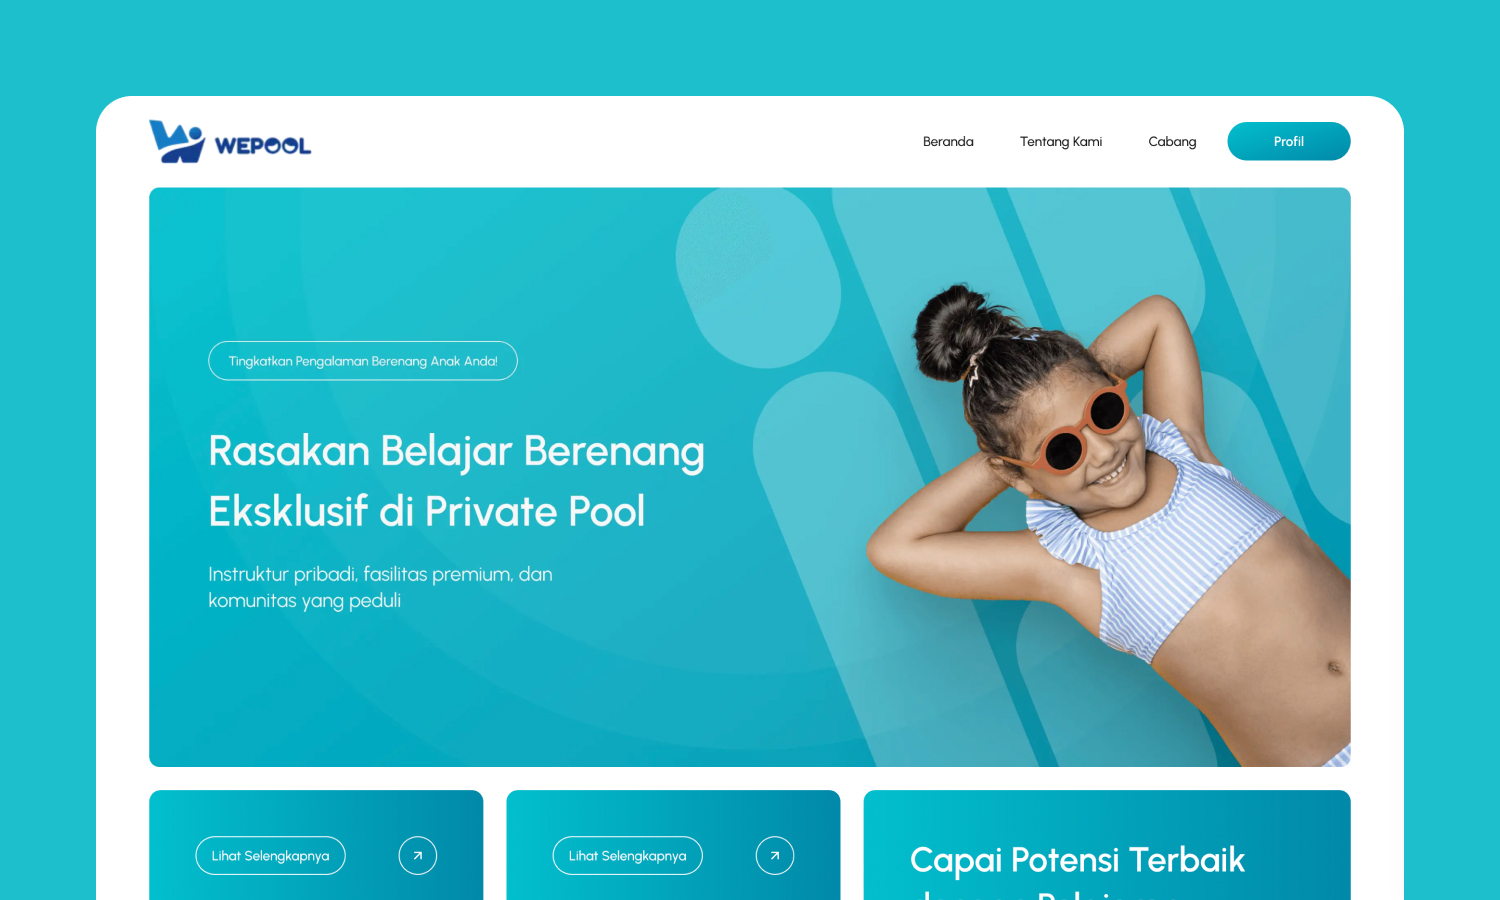 WEPOOL
Beranda
Tentang Kami
Cabang
Profil
Tingkatkan Pengalaman Berenang Anak Anda!
Rasakan Belajar Berenang
Eksklusif di Private Pool
Instruktur pribadi, fasilitas premium, dan
komunitas yang peduli
Lihat Selengkapnya
Lihat Selengkapnya
Capai Potensi Terbaik